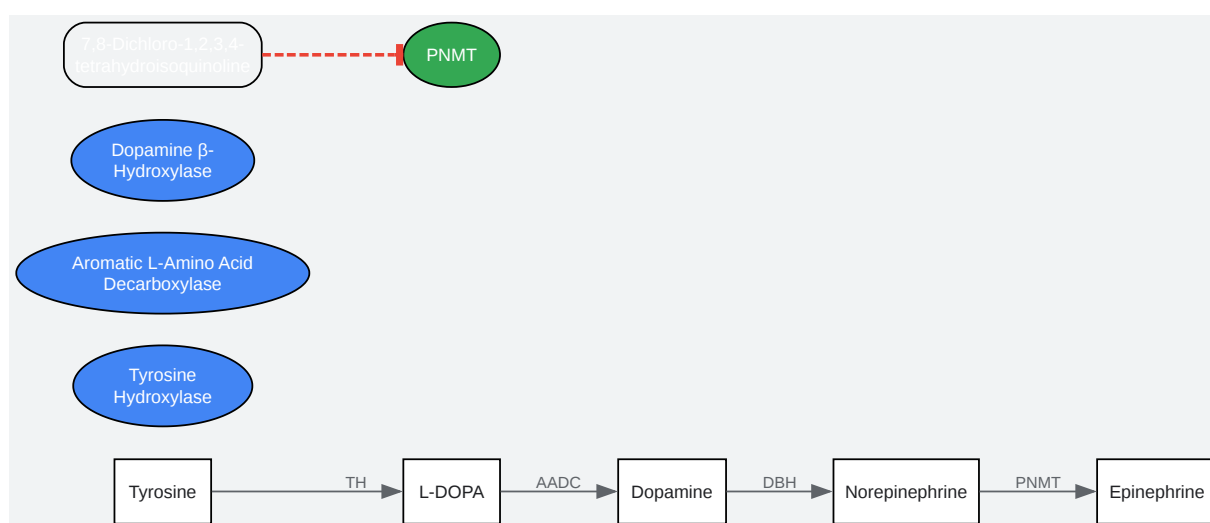 7,8-Dichloro-1,2,3,4-
tetrahydroisoquinoline
PNMT
Dopamine β-
Hydroxylase
Aromatic L-Amino Acid
Decarboxylase
Tyrosine
Hydroxylase
Tyrosine
TH
L-DOPA
AADC
Dopamine
DBH
Norepinephrine
PNMT
Epinephrine